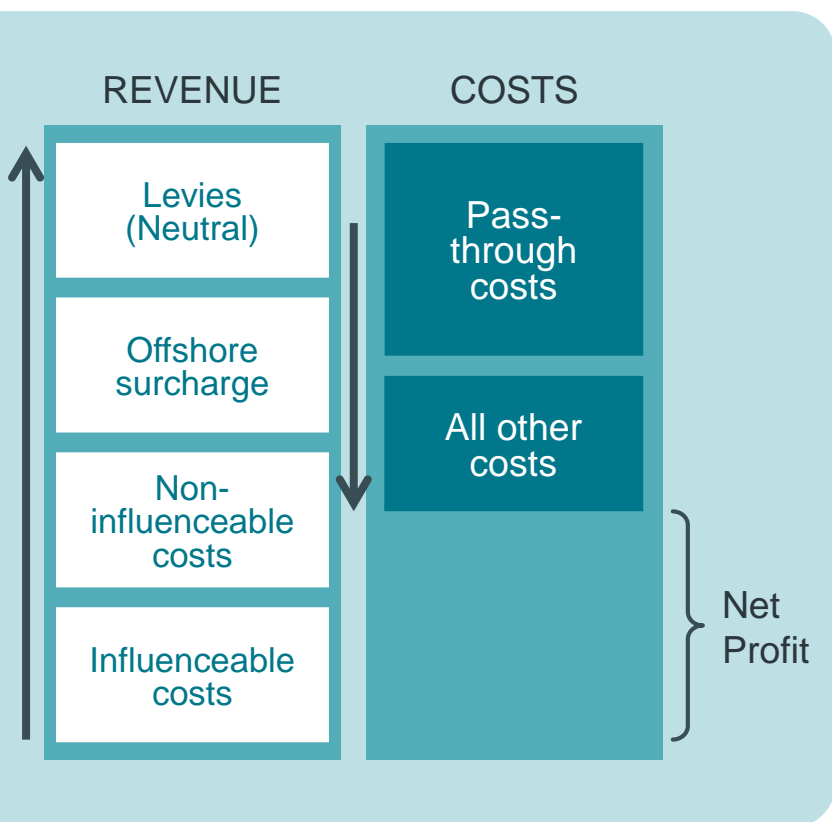 REVENUE
COSTS
Levies
(Neutral)
Offshore
surcharge
Non-
influenceable
costs
Influenceable
costs
Pass-
through
costs
All other
costs
Net
Profit